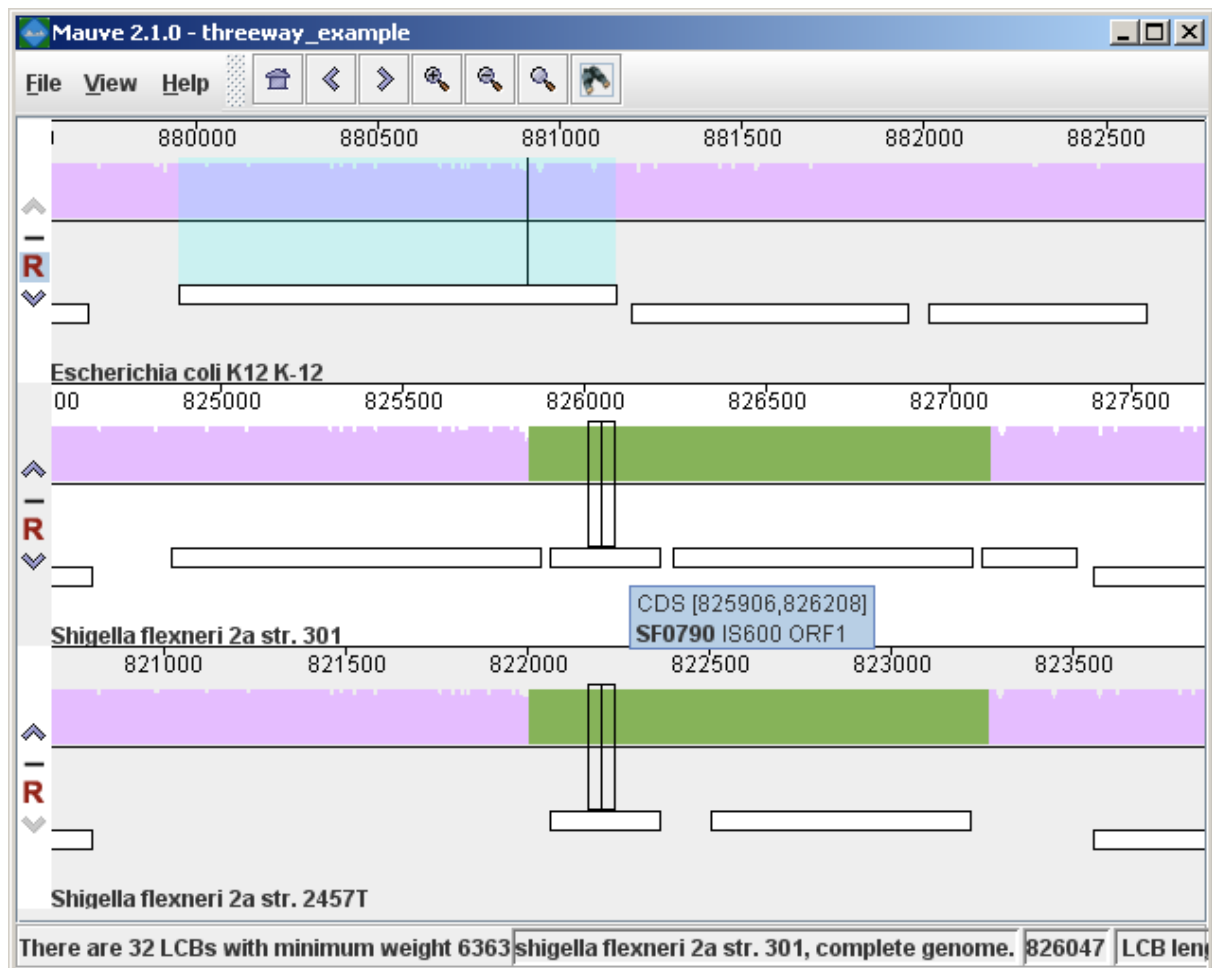 Mauve 2.1.0 - threeway_example
File View Help
880000 880500 881000 881500 882000 882500
R
Escherichia coli K12 K-12
00 825000 825500 826000 826500 827000 827500
R
CDS [825906,826208]
SF0790 IS600 ORF1
Shigella flexneri 2a str. 301
821000 821500 822000 822500 823000 823500
R
Shigella flexneri 2a str. 2457T
There are 32 LCBs with minimum weight 6363 shigella flexneri 2a str. 301, complete genome. 826047 LCB len